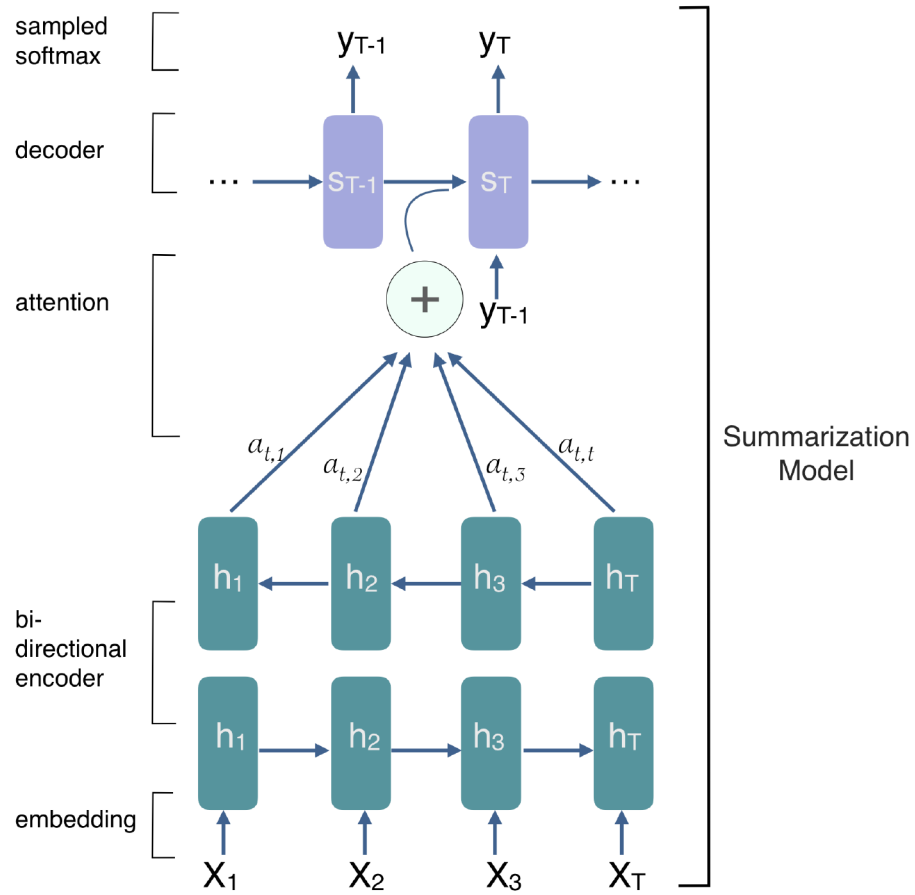 sampled
softmax
yT-1
yT
decoder
...
sT-1
sT
...
attention
+
yT-1
at,1
at,2
at,3
at,t
Summarization
Model
h1
h2
h3
hT
bi-
directional
encoder
h1
h2
h3
hT
embedding
X1
X2
X3
XT